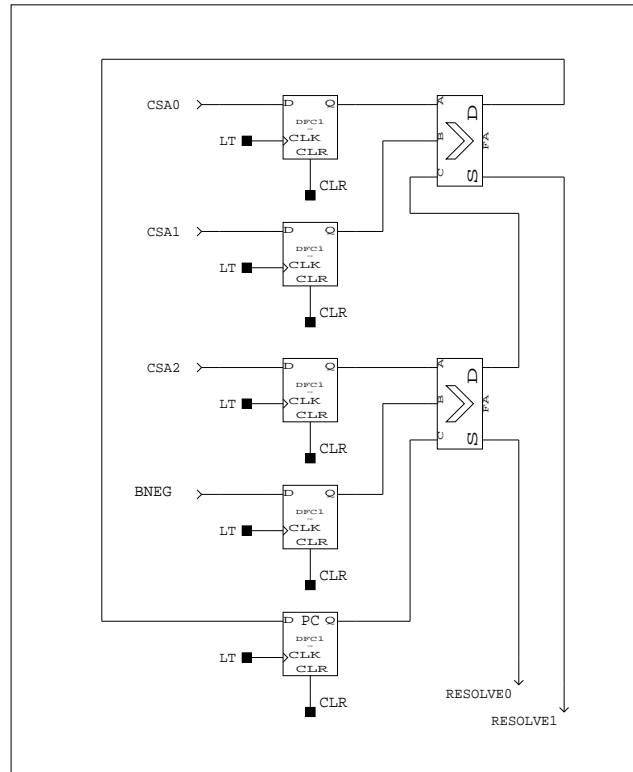 CSA0
D Q
DFC1
CLK
CLR
LT
CLR
A
B
C
D
S
FA
CSA1
D Q
DFC1
CLK
CLR
LT
CLR
CSA2
D Q
DFC1
CLK
CLR
LT
CLR
A
B
C
D
S
FA
BNEG
D Q
DFC1
CLK
CLR
LT
CLR
D PC Q
DFC1
CLK
CLR
LT
CLR
RESOLVE0
RESOLVE1